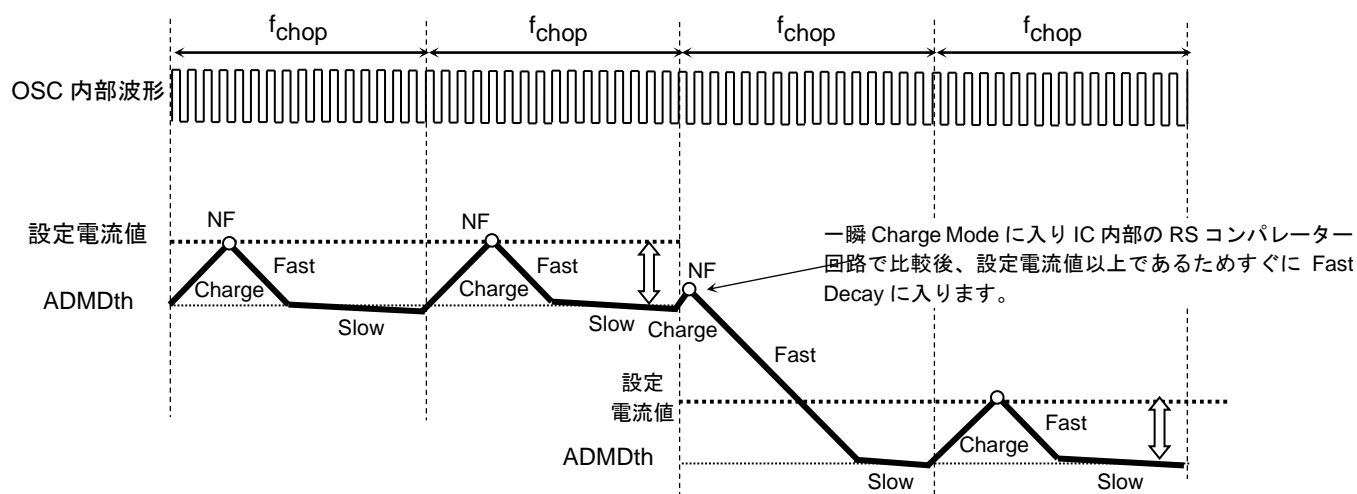 fchop fchop fchop fchop
OSC 内部波形
設定電流値
NF
NF
一瞬 Charge Mode に入り IC 内部の RS コンパレーター
回路で比較後、設定電流値以上であるためすぐに Fast
Decay に入ります。
NF
Fast
Fast
ADMDth
Charge
Charge
Slow
Slow
Charge
Fast
設定
電流値
Fast
Charge
ADMDth
Slow
Slow